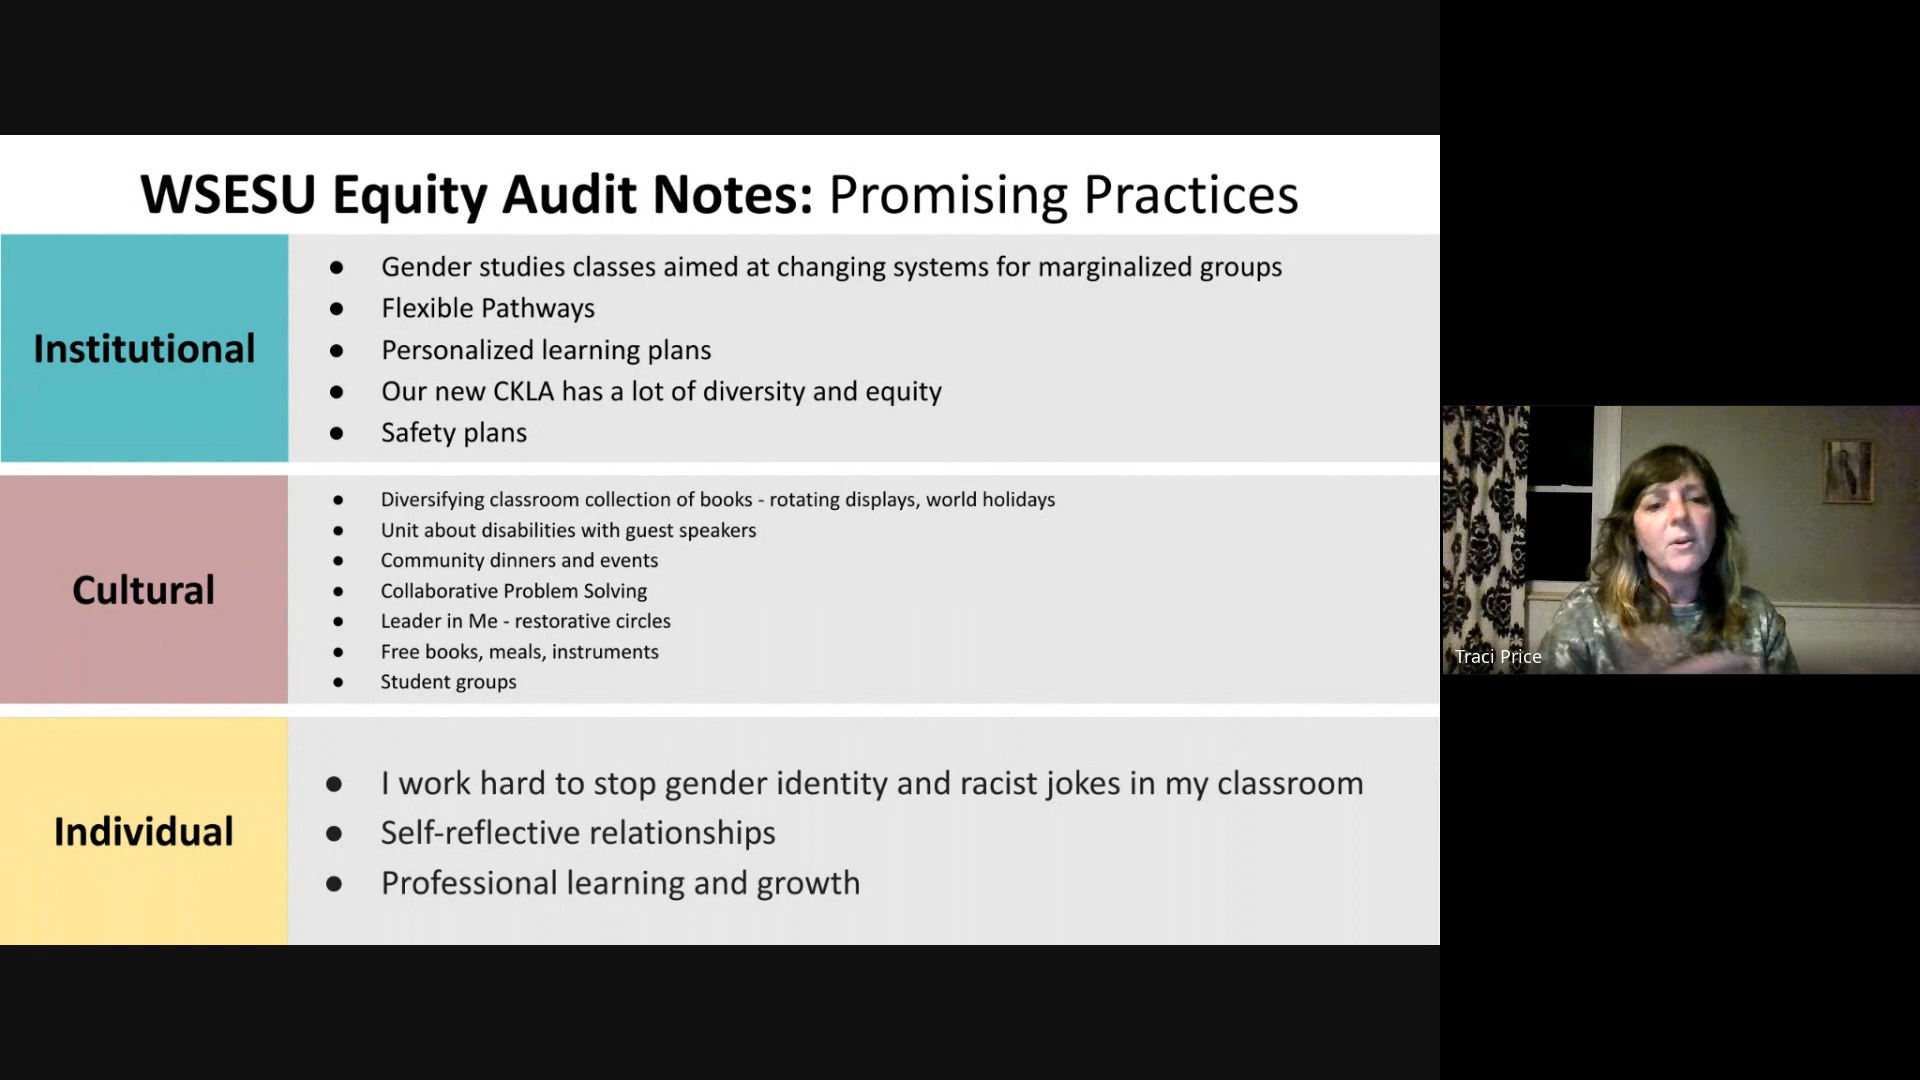 WSESU Equity Audit Notes: Promising Practices
Institutional
● Gender studies classes aimed at changing systems for marginalized groups
● Flexible Pathways
● Personalized learning plans
● Our new CKLA has a lot of diversity and equity
● Safety plans
Cultural
● Diversifying classroom collection of books - rotating displays, world holidays
● Unit about disabilities with guest speakers
● Community dinners and events
● Collaborative Problem Solving
● Leader in Me - restorative circles
● Free books, meals, instruments
● Student groups
Individual
● I work hard to stop gender identity and racist jokes in my classroom
● Self-reflective relationships
● Professional learning and growth
Traci Price